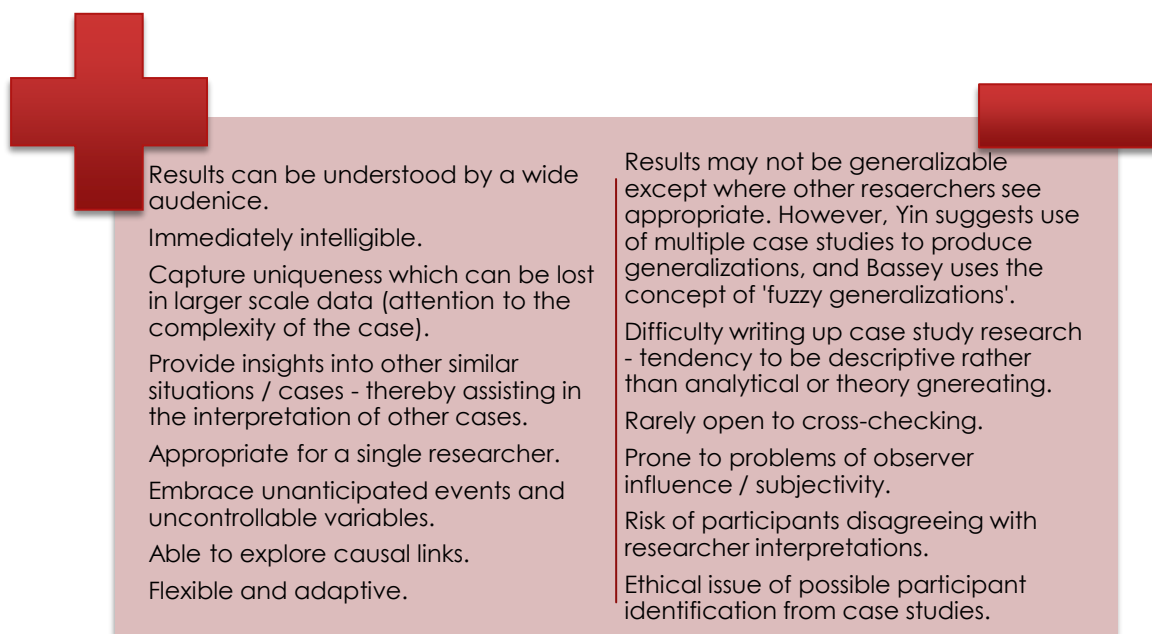 Results can be understood by a wide
audenice.
Immediately intelligible.
Capture uniqueness which can be lost
in larger scale data (attention to the
complexity of the case).
Provide insights into other similar
situations / cases - thereby assisting in
the interpretation of other cases.
Appropriate for a single researcher.
Embrace unanticipated events and
uncontrollable variables.
Able to explore causal links.
Flexible and adaptive.
Results may not be generalizable
except where other resaerchers see
appropriate. However, Yin suggests use
of multiple case studies to produce
generalizations, and Bassey uses the
concept of 'fuzzy generalizations'.
Difficulty writing up case study research
- tendency to be descriptive rather
than analytical or theory gnereating.
Rarely open to cross-checking.
Prone to problems of observer
influence / subjectivity.
Risk of participants disagreeing with
researcher interpretations.
Ethical issue of possible participant
identification from case studies.